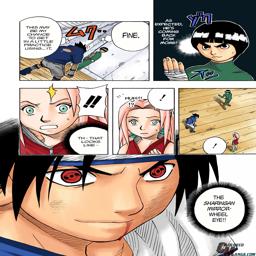 AS
EXPECTED,
HE'S
COMING
BACK
FOR
MORE!!
FINE.
THIS MAY
BE MY
CHANCE TO
GET
IN A LITTLE
PRACTICE
USING...
HUH?!
!!
TH - THAT
LOOKS
LIKE...
THE
SHARINGAN
MIRROR-
WHEEL
EYE!!